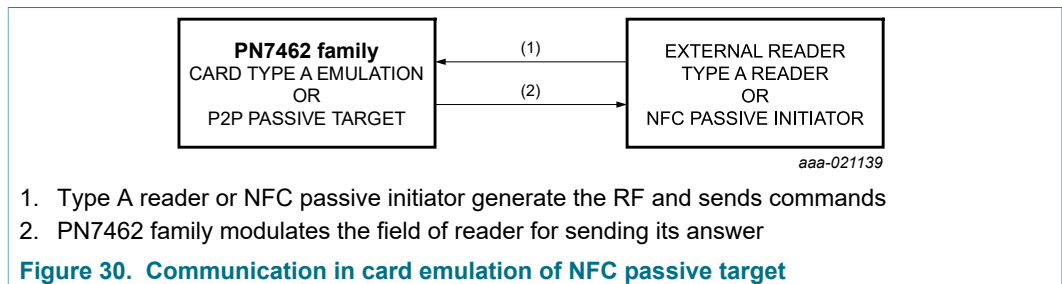 PN7462 family
CARD TYPE A EMULATION
OR
P2P PASSIVE TARGET
(1)
(2)
EXTERNAL READER
TYPE A READER
OR
NFC PASSIVE INITIATOR
aaa-021139
1. Type A reader or NFC passive initiator generate the RF and sends commands
2. PN7462 family modulates the field of reader for sending its answer
Figure 30. Communication in card emulation of NFC passive target